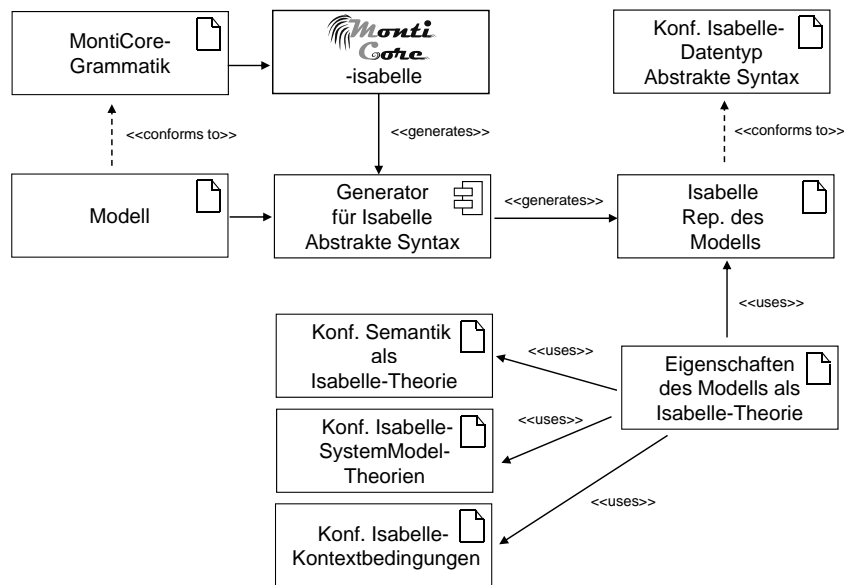 MontiCore-
Grammatik
Monti
Core
-isabelle
Konf. Isabelle-
Datentyp
Abstrakte Syntax
<<conforms to>>
<<generates>>
<<conforms to>>
Modell
Generator
für Isabelle
Abstrakte Syntax
<<generates>>
Isabelle
Rep. des
Modells
<<uses>>
Konf. Semantik
als
Isabelle-Theorie
<<uses>>
Eigenschaften
des Modells als
Isabelle-Theorie
Konf. Isabelle-
SystemModel-
Theorien
<<uses>>
<<uses>>
Konf. Isabelle-
Kontextbedingungen